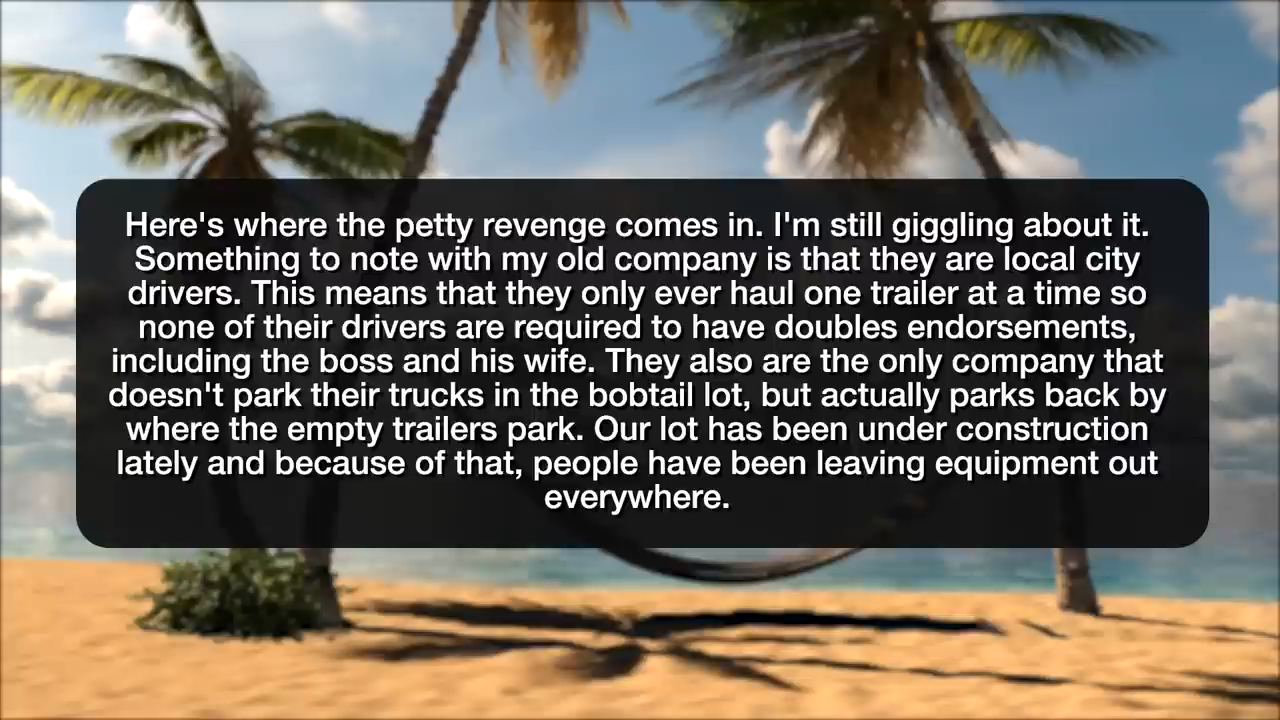 Here's where the petty revenge comes in. I'm still giggling about it.
Something to note with my old company is that they are local city
drivers. This means that they only ever haul one trailer at a time so
none of their drivers are required to have doubles endorsements,
including the boss and his wife. They also are the only company that
doesn't park their trucks in the bobtail lot, but actually parks back by
where the empty trailers park. Our lot has been under construction
lately and because of that, people have been leaving equipment out
everywhere.